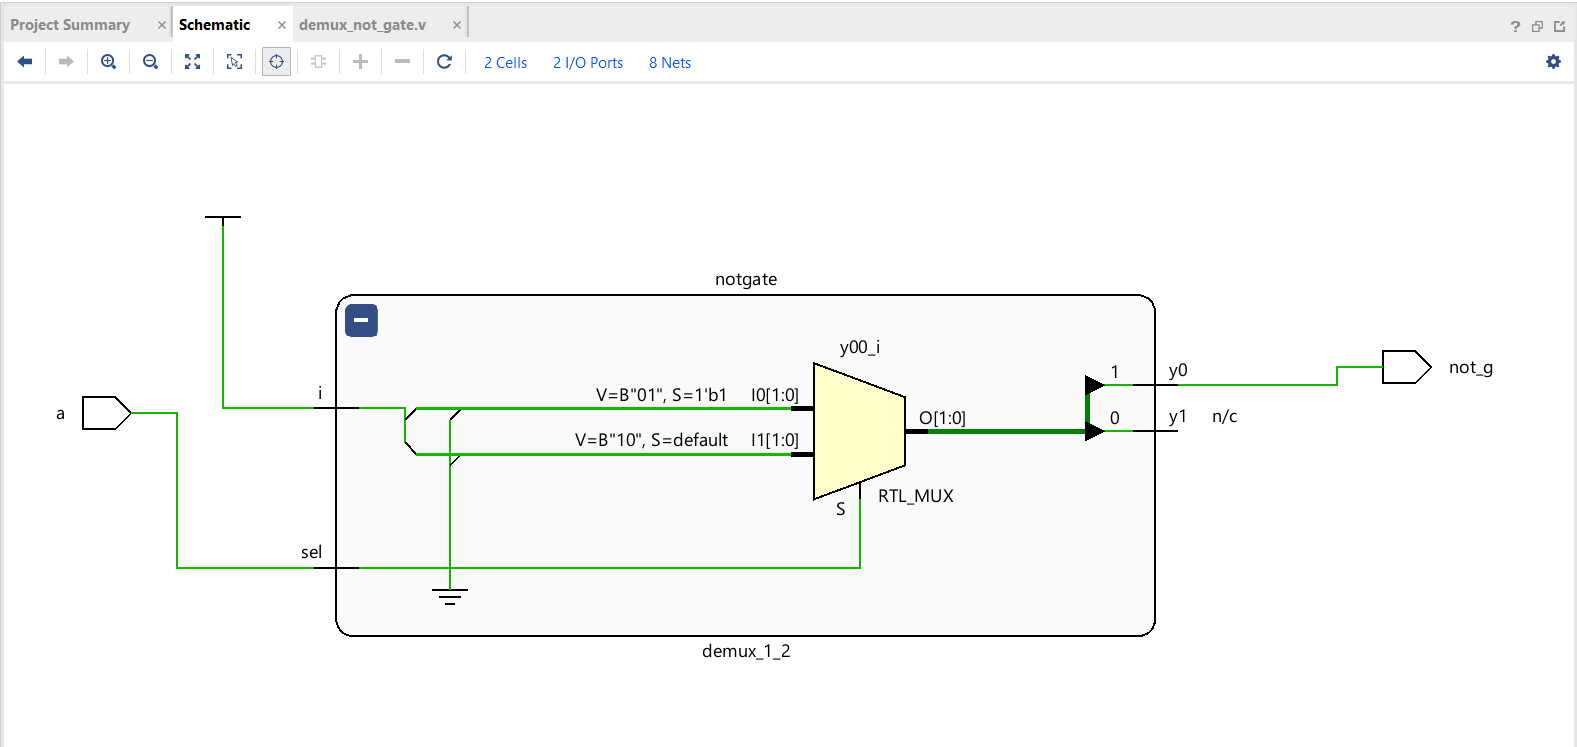 Project Summary × Schematic × demux_not_gate.v ×
?
2 Cells 2 I/O Ports 8 Nets
notgate
y00_i
i
V=B"01", S=1'b1 I0[1:0]
V=B"10", S=default I1[1:0]
O[1:0]
1
y0
0
y1 n/c
not_g
a
S
RTL_MUX
sel
demux_1_2